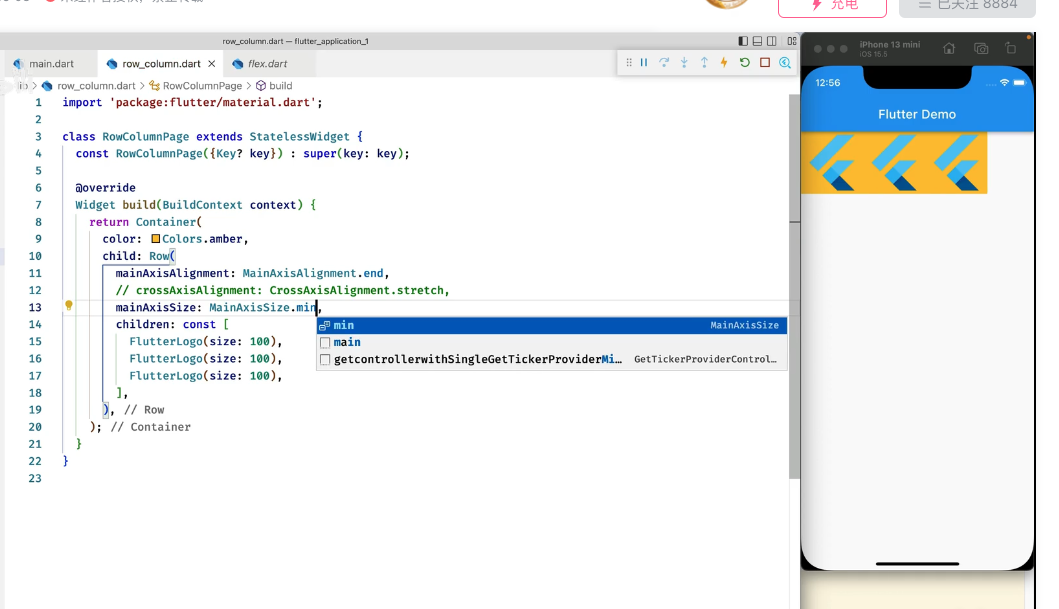 充电
已关注 8884
row_column.dart — flutter_application_1
main.dart
row_column.dart
flex.dart
lib > row_column.dart > RowColumnPage > build
1 import 'package:flutter/material.dart';
2
3 class RowColumnPage extends StatelessWidget {
4 const RowColumnPage({Key? key}) : super(key: key);
5
6 @override
7 Widget build(BuildContext context) {
8 return Container(
9 color: Colors.amber,
10 child: Row(
11 mainAxisAlignment: MainAxisAlignment.end,
12 // crossAxisAlignment: CrossAxisAlignment.stretch,
13 mainAxisSize: MainAxisSize.min,
14 children: const [
15 FlutterLogo(size: 100),
16 FlutterLogo(size: 100),
17 FlutterLogo(size: 100),
18 ],
19 ), // Row
20 ); // Container
21 }
22 }
23
min MainAxisSize
main
getcontrollerwithSingleGetTickerProviderMi… GetTickerProviderControl…
iPhone 13 mini
iOS 15.5
12:56
Flutter Demo